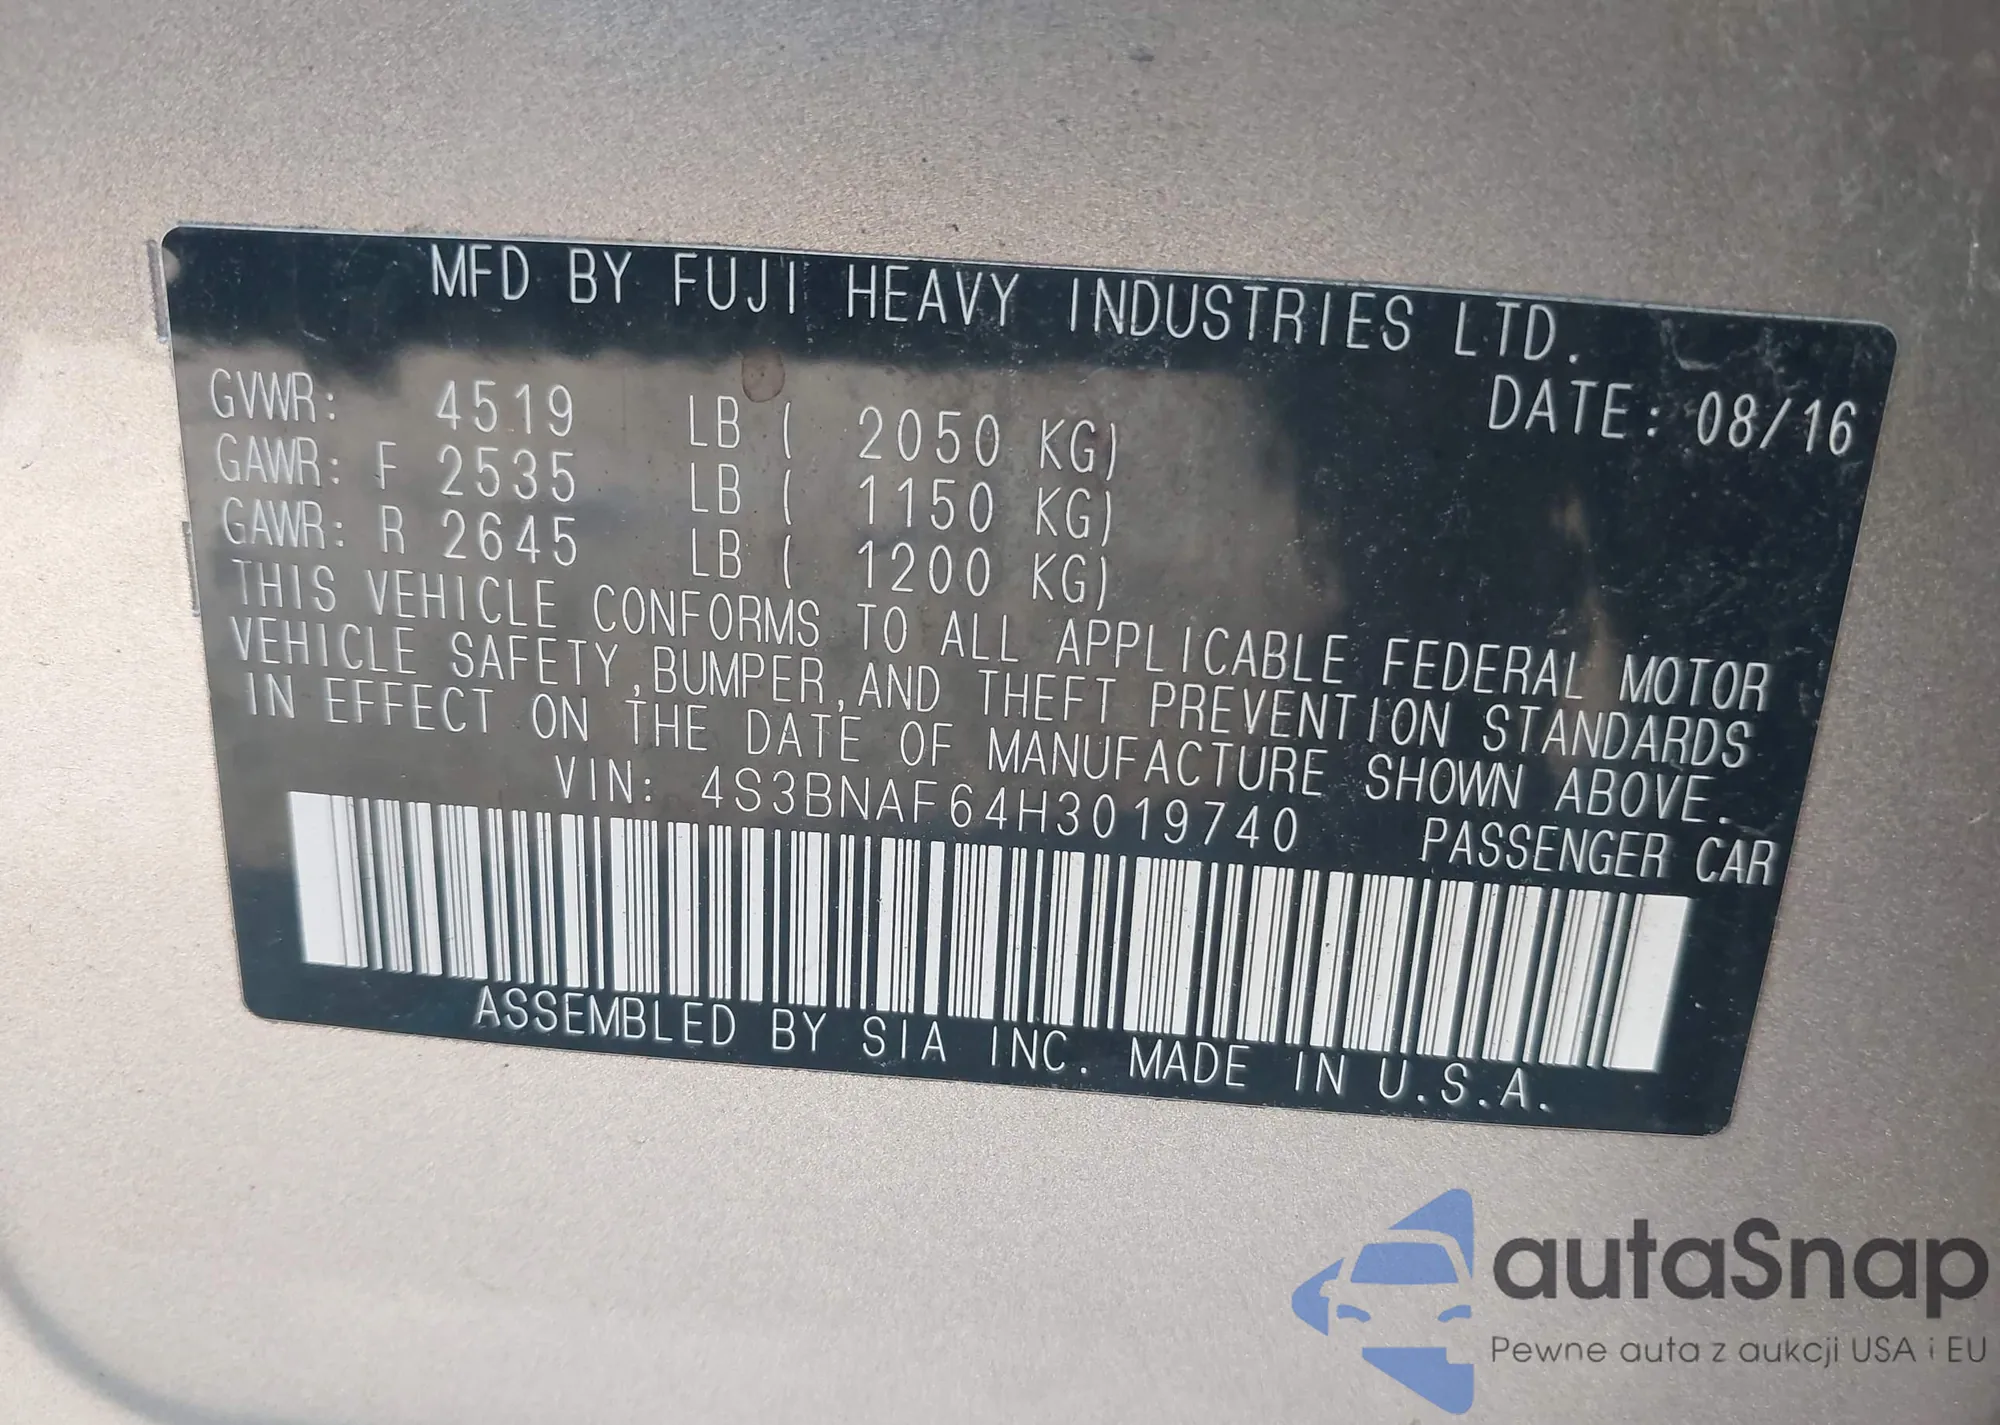 MFD BY FUJI HEAVY INDUSTRIES LTD.
DATE: 08/16
GVWR: 4519 LB ( 2050 KG)
GAWR: F 2535 LB ( 1150 KG)
GAWR: R 2645 LB ( 1200 KG)
THIS VEHICLE CONFORMS TO ALL APPLICABLE FEDERAL MOTOR
VEHICLE SAFETY,BUMPER,AND THEFT PREVENTION STANDARDS
IN EFFECT ON THE DATE OF MANUFACTURE SHOWN ABOVE.
VIN: 4S3BNAF64H3019740
PASSENGER CAR
ASSEMBLED BY SIA INC. MADE IN U.S.A.
autaSnap
Pewne auta z aukcji USA i EU